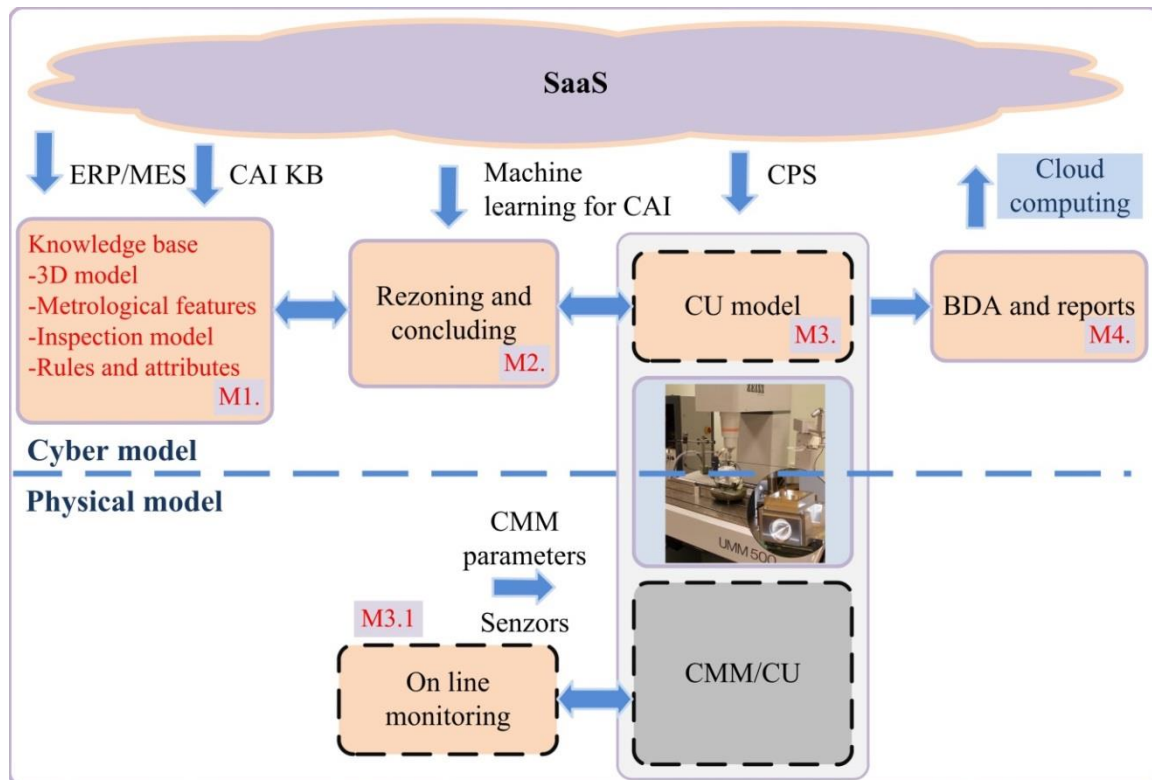 SaaS
ERP/MES
CAI KB
Machine
learning for CAI
CPS
Cloud
computing
Knowledge base
-3D model
-Metrological features
-Inspection model
-Rules and attributes
M1.
Rezoning and
concluding
M2.
CU model
M3.
BDA and reports
M4.
Cyber model
Physical model
UMM 500
CMM
parameters
Senzors
M3.1
On line
monitoring
CMM/CU